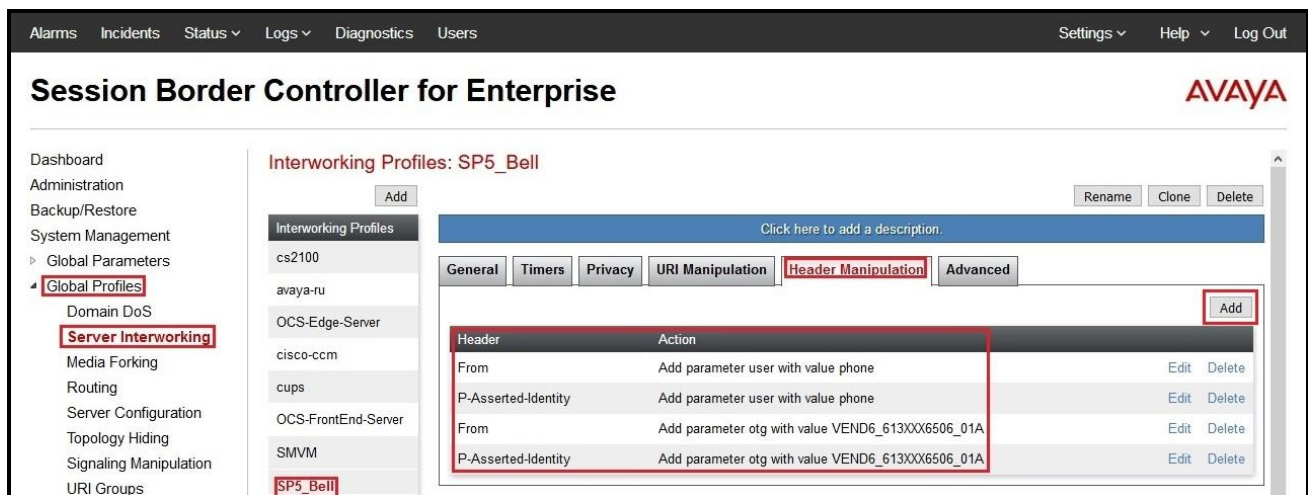 Alarms Incidents Status Logs Diagnostics Users Settings Help Log Out
Session Border Controller for Enterprise
AVAYA
Dashboard
Administration
Backup/Restore
System Management
Global Parameters
Global Profiles
Domain DoS
Server Interworking
Media Forking
Routing
Server Configuration
Topology Hiding
Signaling Manipulation
URI Groups
Interworking Profiles: SP5_Bell
Add
Rename Clone Delete
Interworking Profiles
cs2100
avaya-ru
OCS-Edge-Server
cisco-ccm
cups
OCS-FrontEnd-Server
SMVM
SP5_Bell
Click here to add a description.
General Timers Privacy URI Manipulation Header Manipulation Advanced
Add
Header Action
From Add parameter user with value phone Edit Delete
P-Asserted-Identity Add parameter user with value phone Edit Delete
From Add parameter otg with value VEND6_613XXX6506_01A Edit Delete
P-Asserted-Identity Add parameter otg with value VEND6_613XXX6506_01A Edit Delete